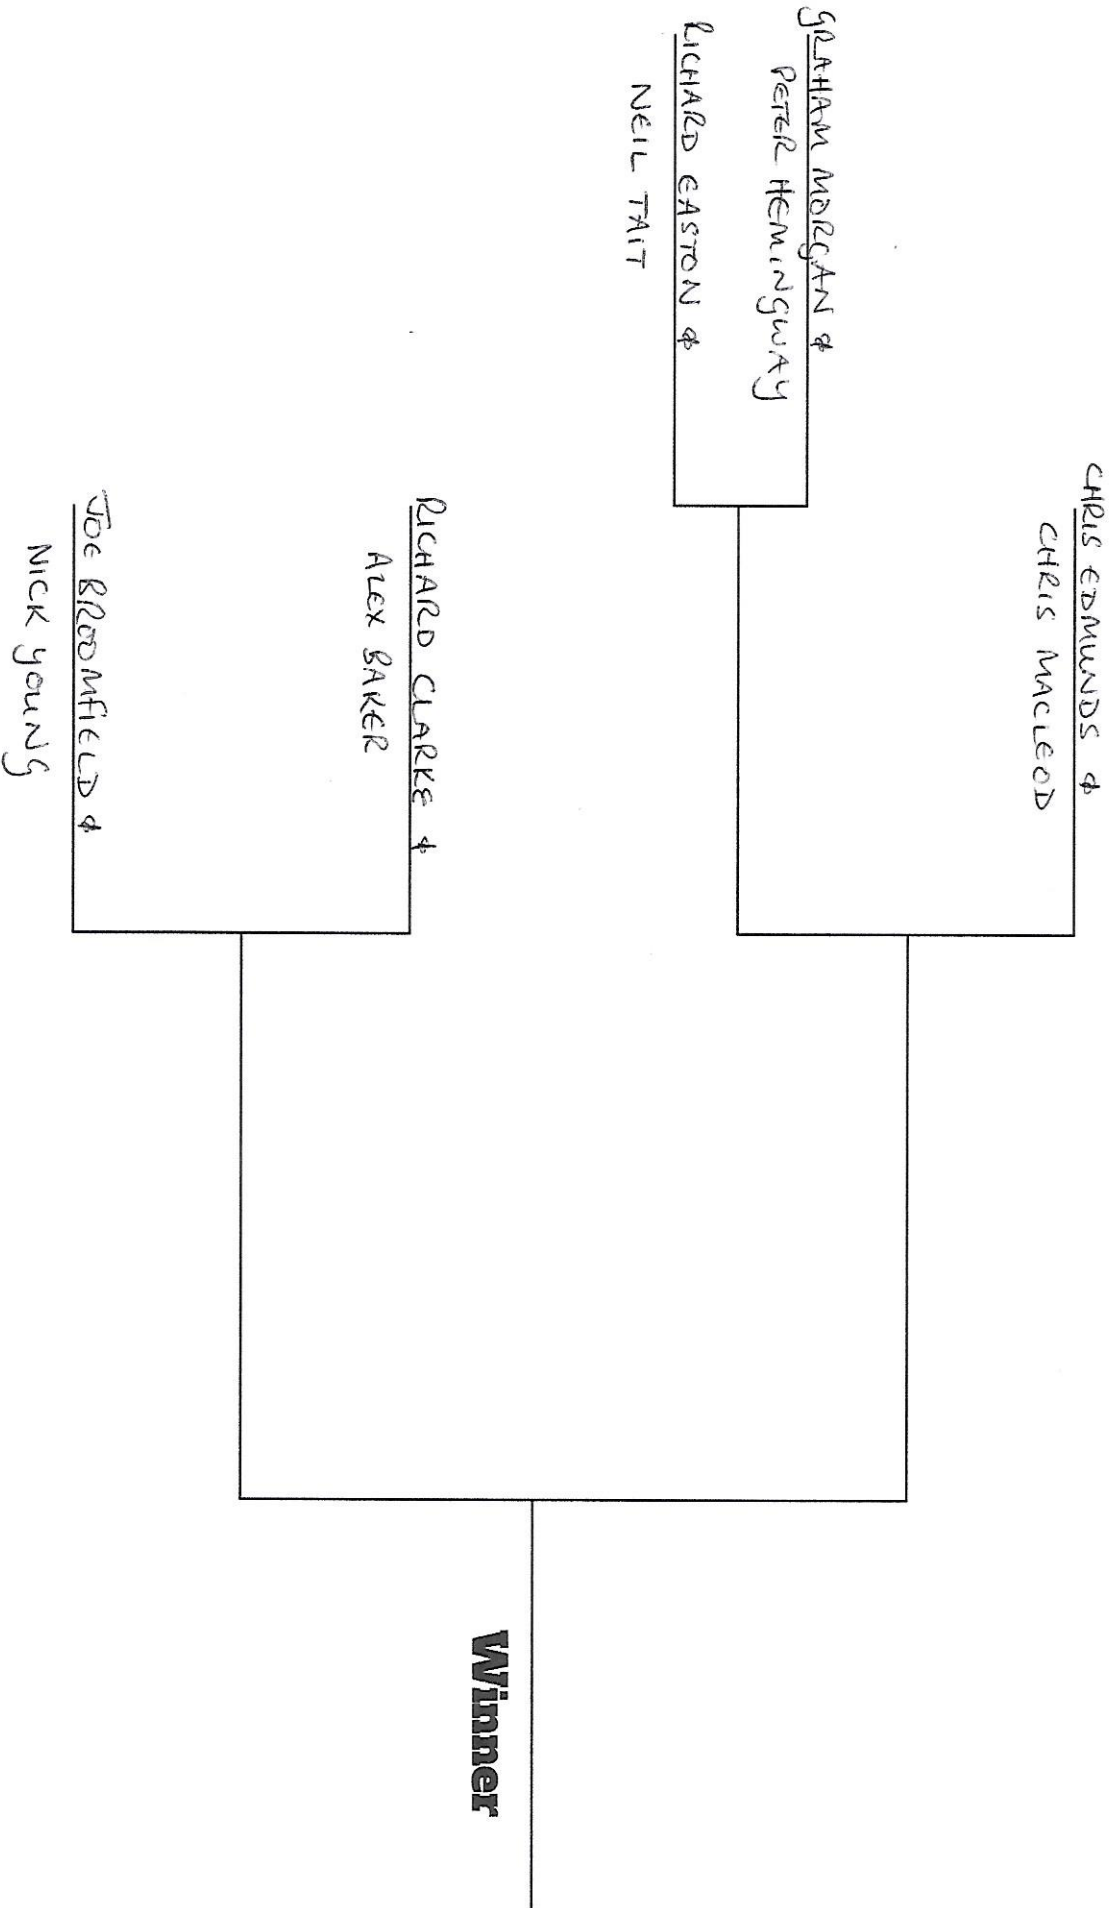 CHRIS EDMUNDS &
CHRIS MACLEOD
GRAHAM MORGAN &
PETER HEMINGWAY
RICHARD EASTON &
NEIL TAIT
RICHARD CLARKE &
ALEX BAKER
JOE BROOMFIELD &
NICK YOUNG
Winner